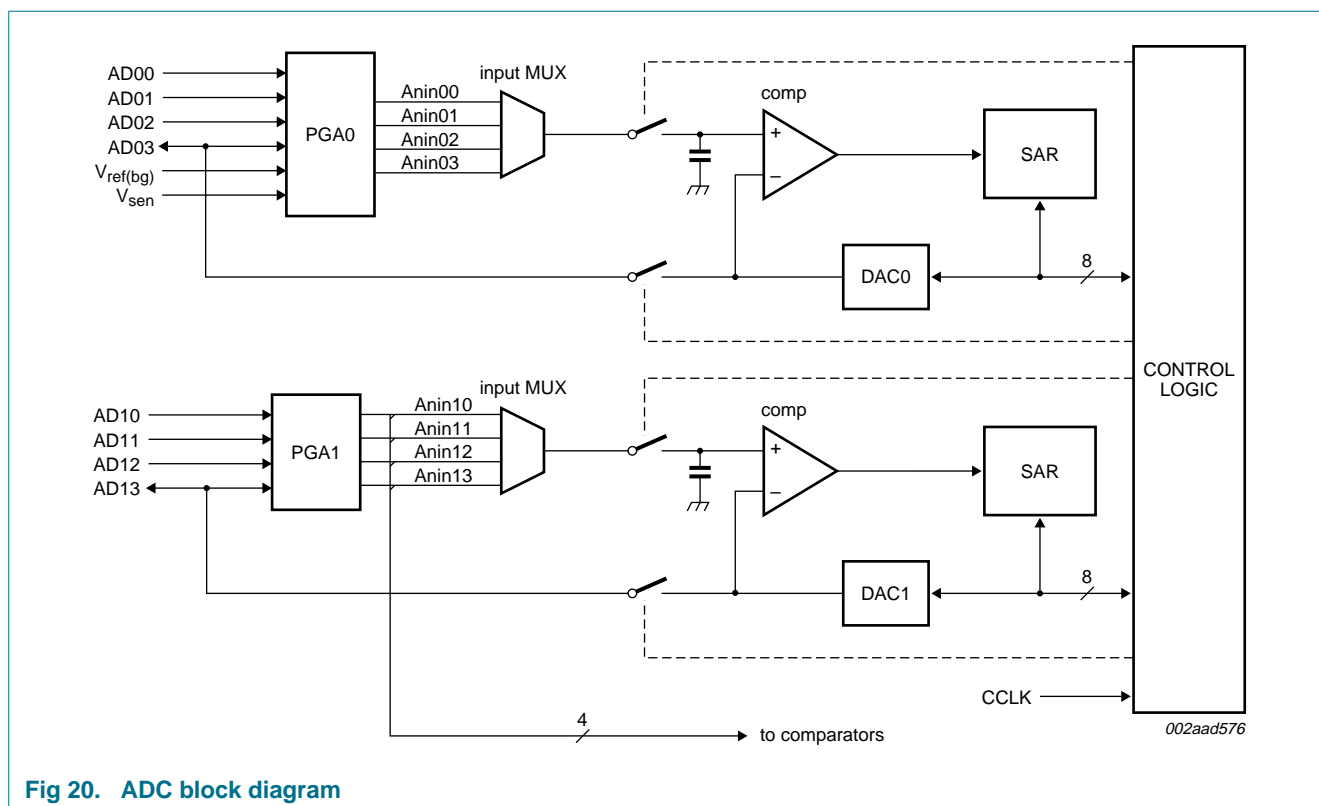 AD00
AD01
AD02
AD03
Vref(bg)
Vsen
PGA0
Anin00
Anin01
Anin02
Anin03
input MUX
comp
+
–
SAR
DAC0
8
AD10
AD11
AD12
AD13
PGA1
Anin10
Anin11
Anin12
Anin13
input MUX
comp
+
–
SAR
DAC1
8
CONTROL
LOGIC
CCLK
4
to comparators
002aad576
Fig 20. ADC block diagram